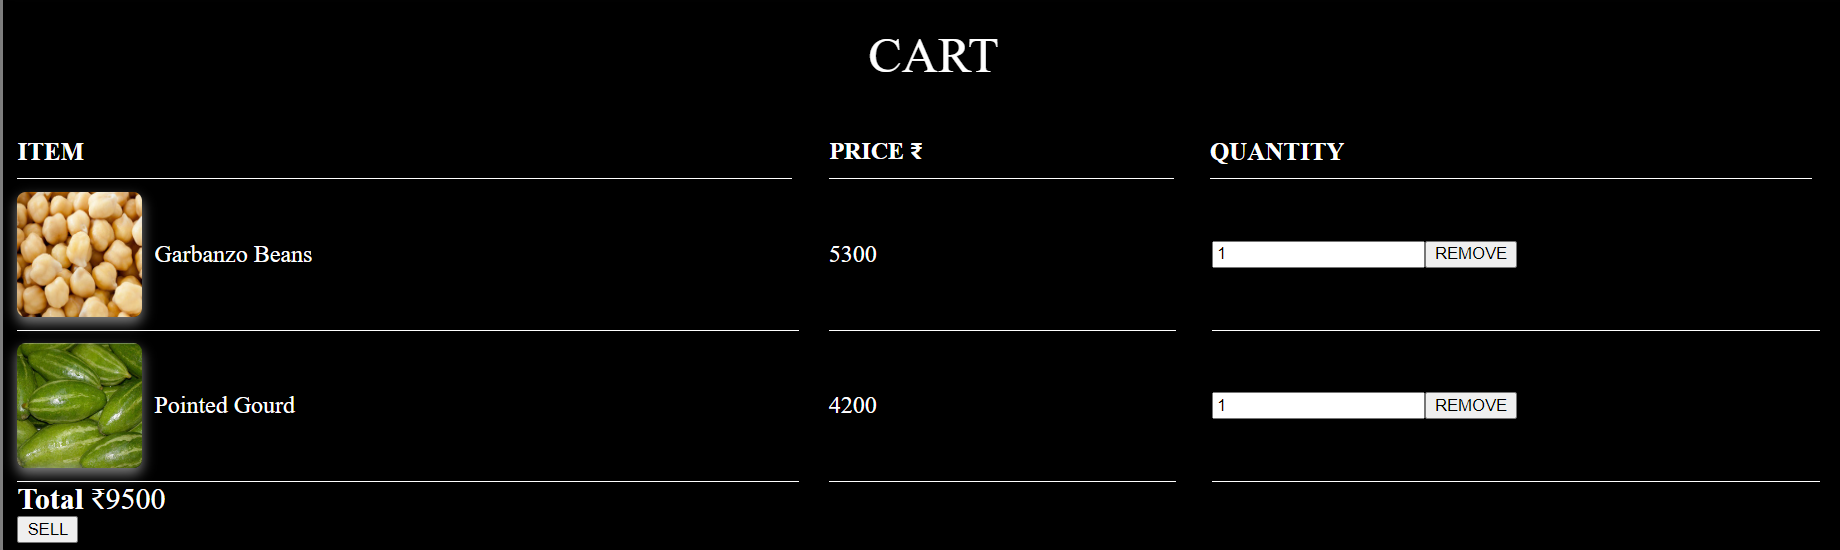 CART
ITEM PRICE ₹ QUANTITY
Garbanzo Beans 5300 1 REMOVE
Pointed Gourd 4200 1 REMOVE
Total ₹9500
SELL